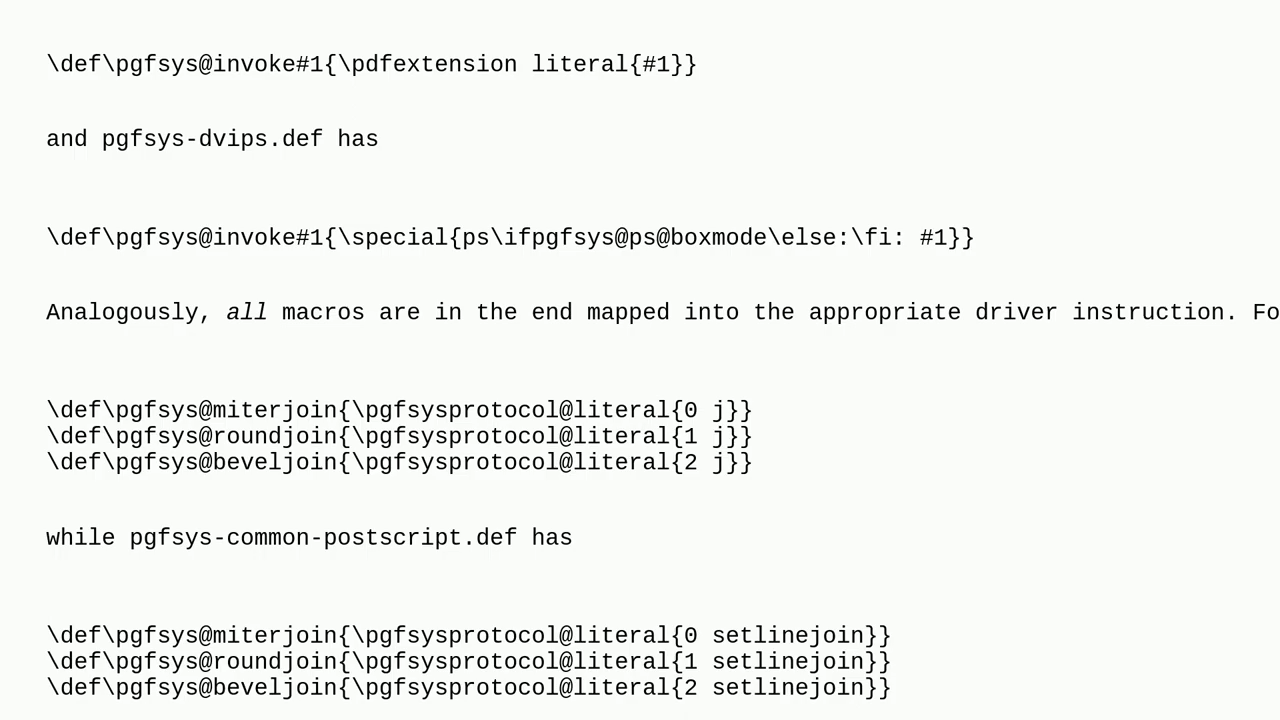 \def\pgfsys@invoke#1{\pdfextension literal{#1}}
and pgfsys-dvips.def has
\def\pgfsys@invoke#1{\special{ps\ifpgfsys@ps@boxmode\else:\fi: #1}}
Analogously, all macros are in the end mapped into the appropriate driver instruction. Fo
\def\pgfsys@miterjoin{\pgfsysprotocol@literal{0 j}}
\def\pgfsys@roundjoin{\pgfsysprotocol@literal{1 j}}
\def\pgfsys@beveljoin{\pgfsysprotocol@literal{2 j}}
while pgfsys-common-postscript.def has
\def\pgfsys@miterjoin{\pgfsysprotocol@literal{0 setlinejoin}}
\def\pgfsys@roundjoin{\pgfsysprotocol@literal{1 setlinejoin}}
\def\pgfsys@beveljoin{\pgfsysprotocol@literal{2 setlinejoin}}